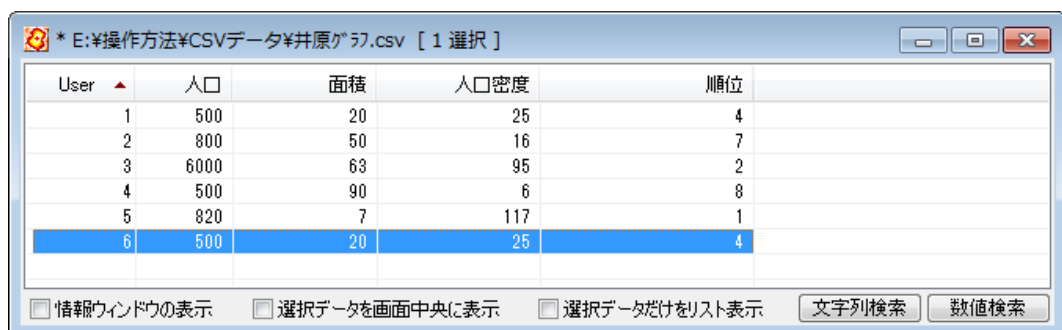 * E:¥操作方法¥CSVデータ¥井原グラフ.csv [ 1 選択 ]
User 人口 面積 人口密度 順位
1 500 20 25 4
2 800 50 16 7
3 6000 63 95 2
4 500 90 6 8
5 820 7 117 1
6 500 20 25 4
情報ウィンドウの表示 選択データを画面中央に表示 選択データだけをリスト表示 文字列検索 数値検索